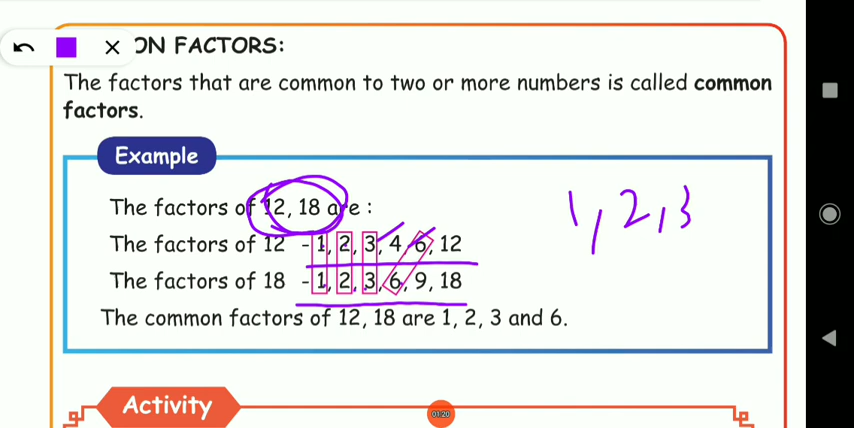 ON FACTORS:
The factors that are common to two or more numbers is called common
factors.
Example
The factors of 12, 18 are :
1, 2, 3
The factors of 12 - 1, 2, 3, 4, 6, 12
The factors of 18 - 1, 2, 3, 6, 9, 18
The common factors of 12, 18 are 1, 2, 3 and 6.
Activity
01:20